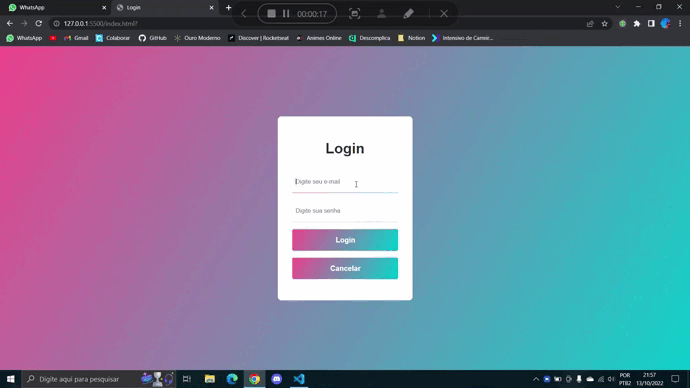 WhatsApp
Login
00:00:17
127.0.0.1:5500/index.html?
WhatsApp
Gmail
Colaborar
GitHub
Ouro Moderno
Discover | Rocketseat
Animes Online
Descomplica
Notion
Intensivo de Carreir...
Login
Digite seu e-mail
Digite sua senha
Login
Cancelar
Digite aqui para pesquisar
POR
PTB2
21:57
13/10/2022